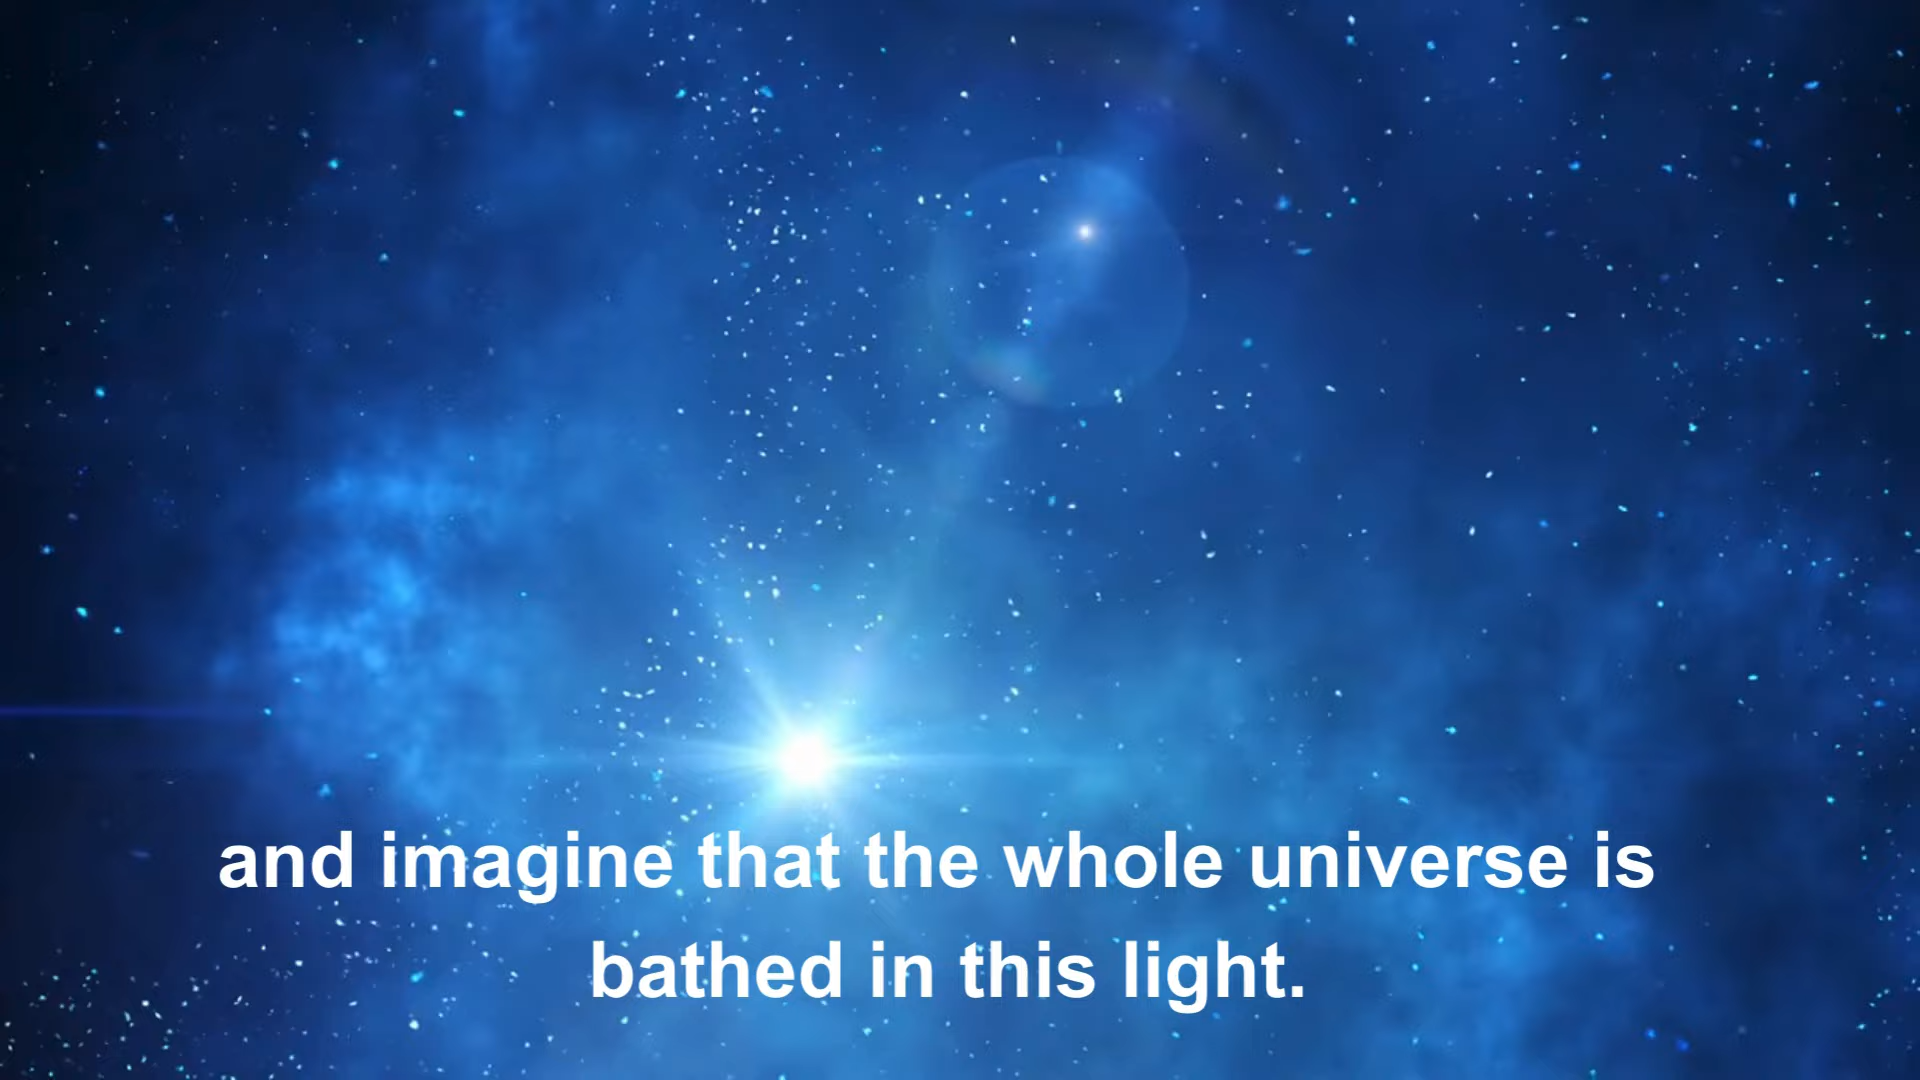 and imagine that the whole universe is
bathed in this light.